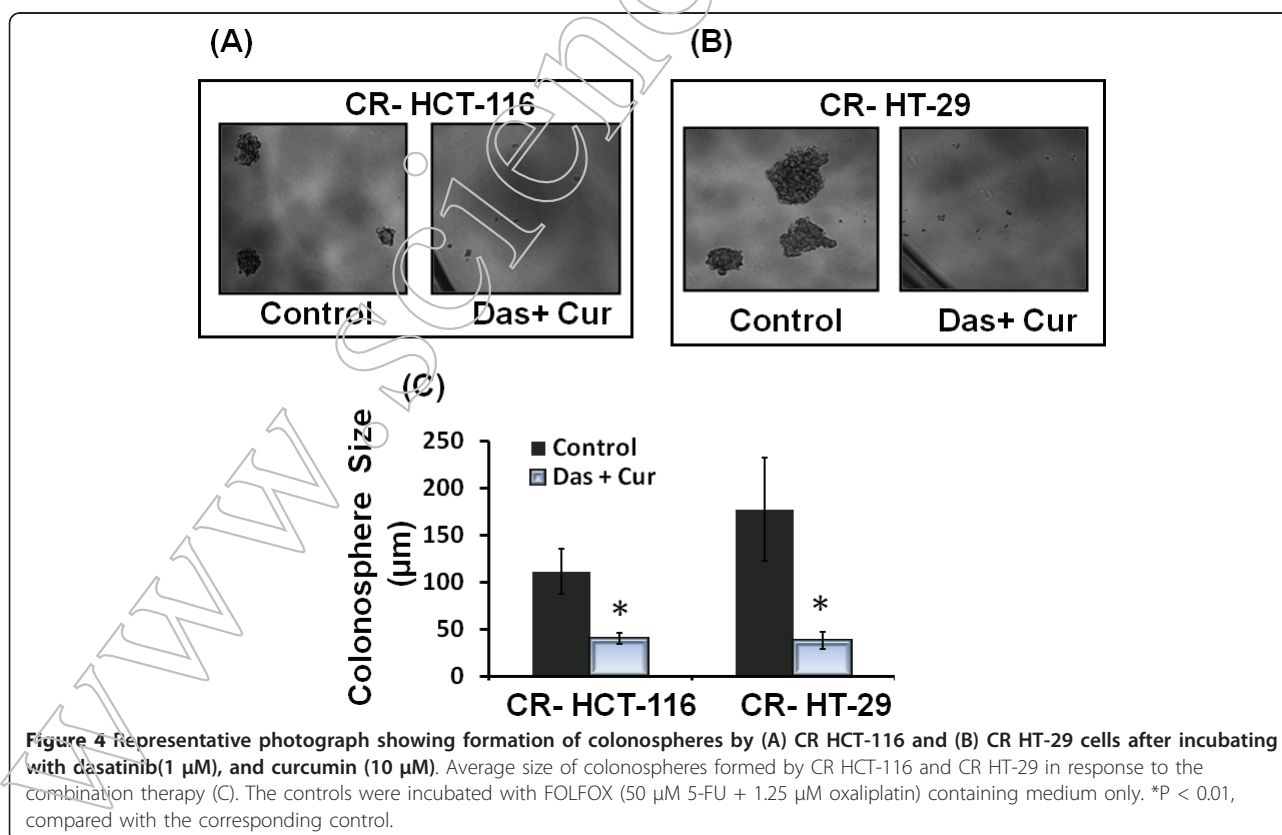 (A)
(B)
CR- HCT-116
CR- HT-29
Control
Das+ Cur
Control
Das+ Cur
(C)
Colonosphere Size
(µm)
250
200
150
100
50
0
Control
Das + Cur
*
*
CR- HCT-116
CR- HT-29
Figure 4 Representative photograph showing formation of colonospheres by (A) CR HCT-116 and (B) CR HT-29 cells after incubating
with dasatinib(1 µM), and curcumin (10 µM). Average size of colonospheres formed by CR HCT-116 and CR HT-29 in response to the
combination therapy (C). The controls were incubated with FOLFOX (50 µM 5-FU + 1.25 µM oxaliplatin) containing medium only. *P < 0.01,
compared with the corresponding control.
www.scienc